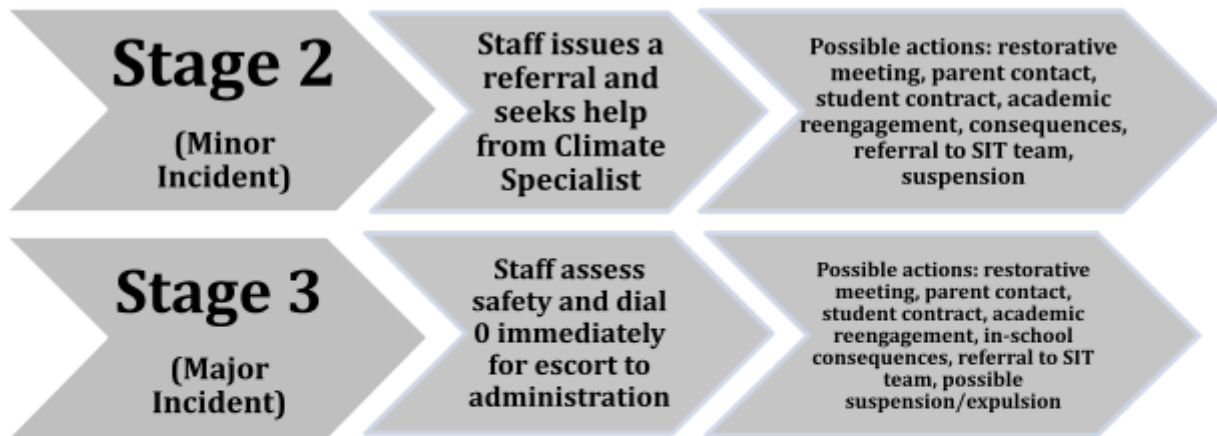 Stage 2
(Minor
Incident)
Staff issues a
referral and
seeks help
from Climate
Specialist
Possible actions: restorative
meeting, parent contact,
student contract, academic
reengagement, consequences,
referral to SIT team,
suspension
Stage 3
(Major
Incident)
Staff assess
safety and dial
0 immediately
for escort to
administration
Possible actions: restorative
meeting, parent contact,
student contract, academic
reengagement, in-school
consequences, referral to SIT
team, possible
suspension/expulsion